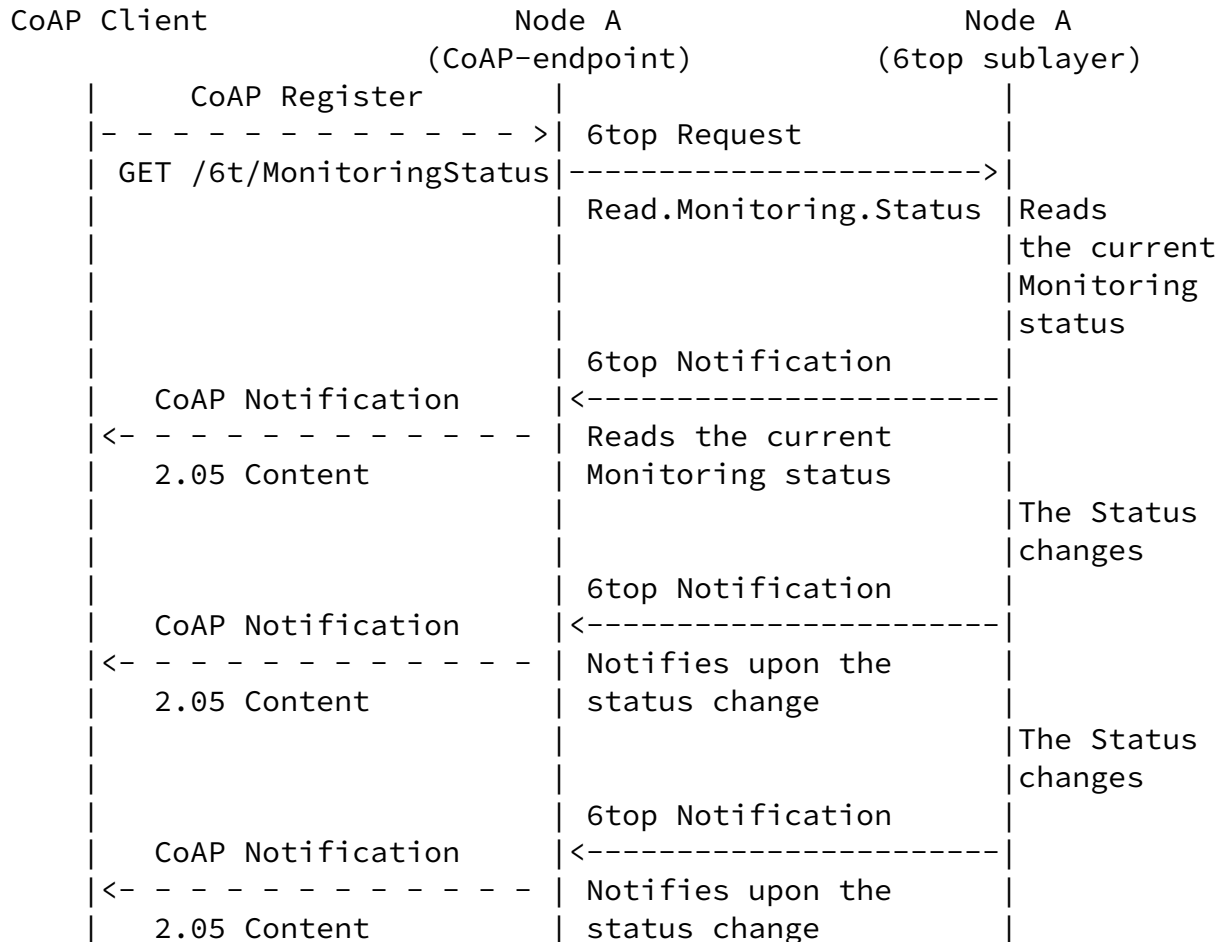 CoAP Client                 Node A                      Node A
                       (CoAP-endpoint)          (6top sublayer)
     |      CoAP Register        |                          |
     |- - - - - - - - - - - - - >| 6top Request             |
     | GET /6t/MonitoringStatus|------------------------>|
     |                           | Read.Monitoring.Status  |Reads
     |                           |                          |the current
     |                           |                          |Monitoring
     |                           |                          |status
     |                           | 6top Notification        |
     |    CoAP Notification      |<------------------------|
     |<- - - - - - - - - - - - - | Reads the current        |
     |    2.05 Content           | Monitoring status        |
     |                           |                          |The Status
     |                           |                          |changes
     |                           | 6top Notification        |
     |    CoAP Notification      |<------------------------|
     |<- - - - - - - - - - - - - | Notifies upon the        |
     |    2.05 Content           | status change            |
     |                           |                          |The Status
     |                           |                          |changes
     |                           | 6top Notification        |
     |    CoAP Notification      |<------------------------|
     |<- - - - - - - - - - - - - | Notifies upon the        |
     |    2.05 Content           | status change            |